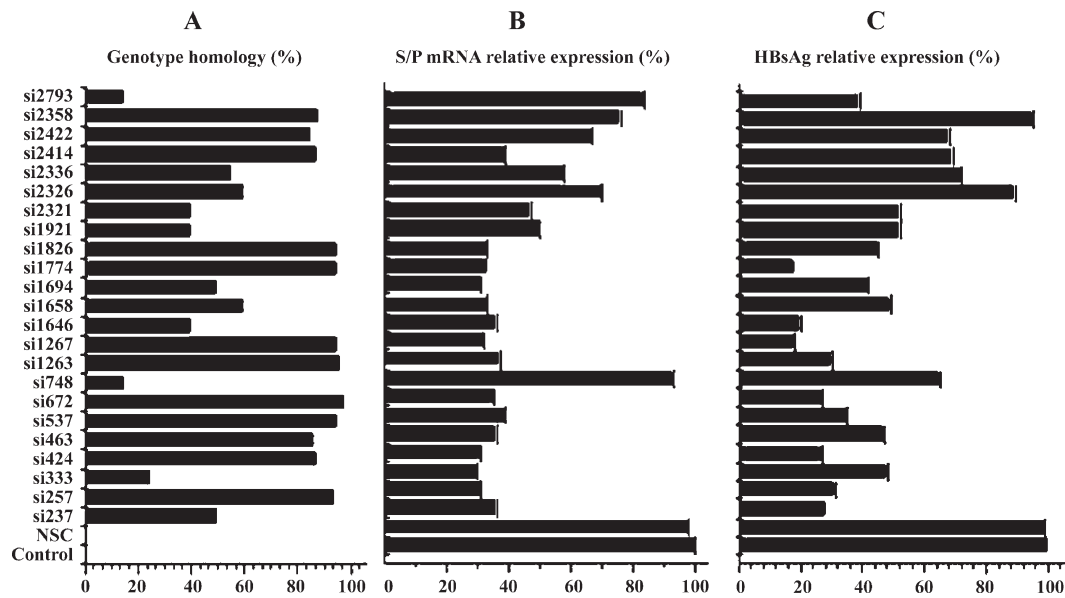 A B C
Genotype homology (%) S/P mRNA relative expression (%) HBsAg relative expression (%)
si2793
si2358
si2422
si2414
si2336
si2326
si2321
si1921
si1826
si1774
si1694
si1658
si1646
si1267
si1263
si748
si672
si537
si463
si424
si333
si257
si237
NSC
Control
0 20 40 60 80 100 0 20 40 60 80 100 0 20 40 60 80 100